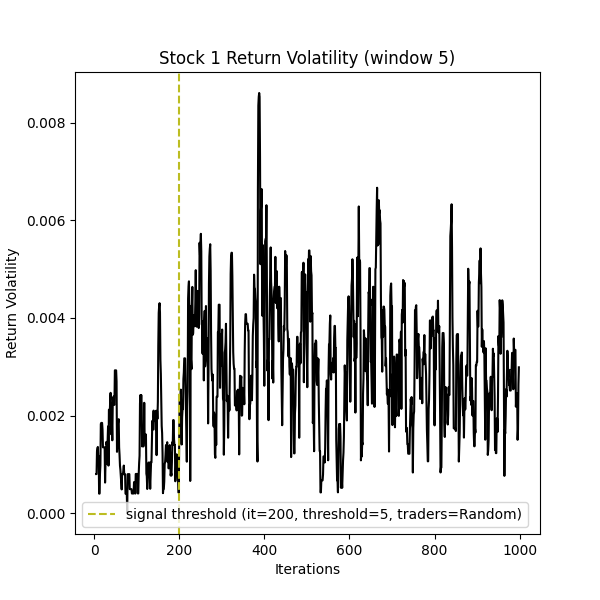 Stock 1 Return Volatility (window 5)
Return Volatility
0.008
0.006
0.004
0.002
0.000
signal threshold (it=200, threshold=5, traders=Random)
0
200
400
600
800
1000
Iterations